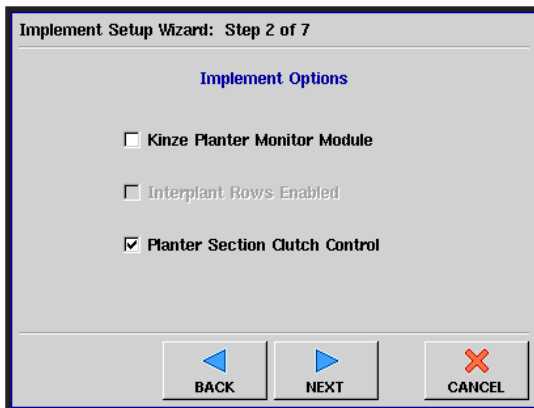 Implement Setup Wizard: Step 2 of 7
Implement Options
Kinze Planter Monitor Module
Interplant Rows Enabled
Planter Section Clutch Control
BACK NEXT CANCEL